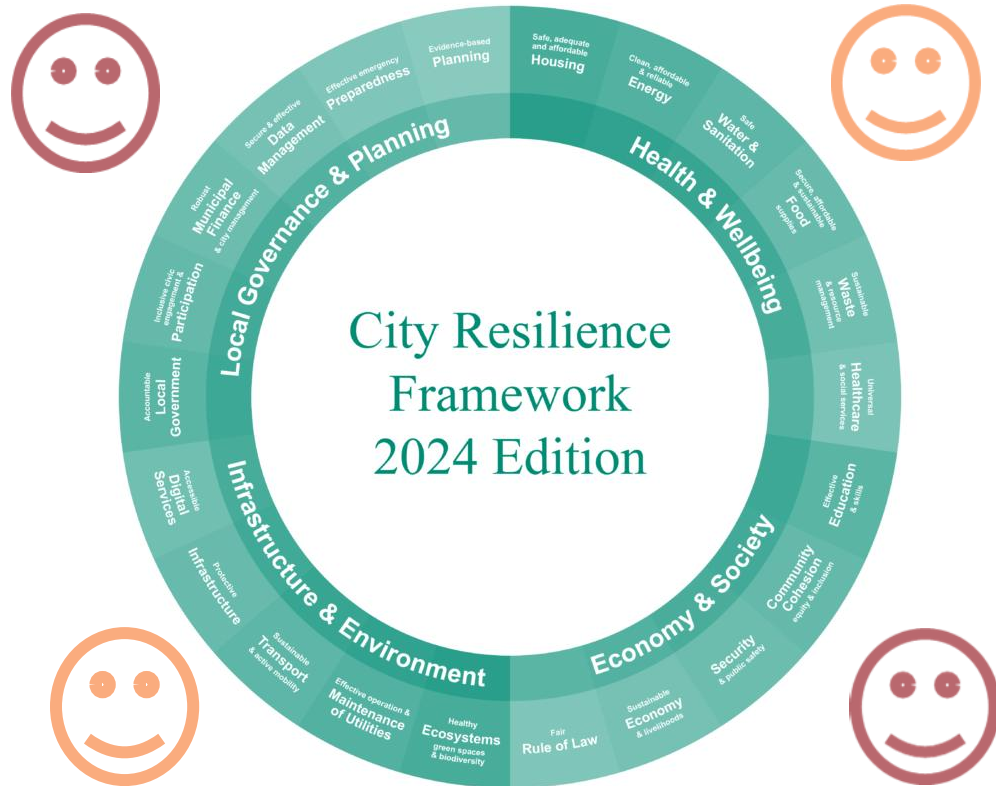 City Resilience
Framework
2024 Edition
Health & Wellbeing
Safe, adequate
and affordable
Housing
Clean, affordable
& reliable
Energy
Safe
Water &
Sanitation
Secure, affordable
& sustainable
Food
supplies
Sustainable
Waste
& resource
management
Universal
Healthcare
& social services
Economy & Society
Effective
Education
& skills
Community
Cohesion
equity & inclusion
Security
& public safety
Sustainable
Economy
& livelihoods
Fair
Rule of Law
Infrastructure & Environment
Healthy
Ecosystems
green spaces
& biodiversity
Effective operation &
Maintenance
of Utilities
Sustainable
Transport
& active mobility
Protective
Infrastructure
Accessible
Digital
Services
Local Governance & Planning
Accountable
Local
Government
Inclusive civic
engagement &
Participation
Robust
Municipal
Finance
& city management
Secure & effective
Data
Management
Effective emergency
Preparedness
Evidence-based
Planning